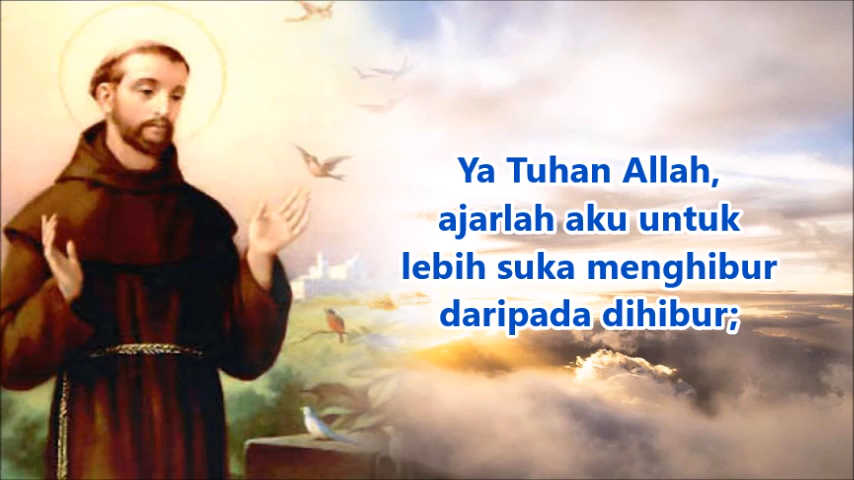 Ya Tuhan Allah,
ajarlah aku untuk
lebih suka menghibur
daripada dihibur;